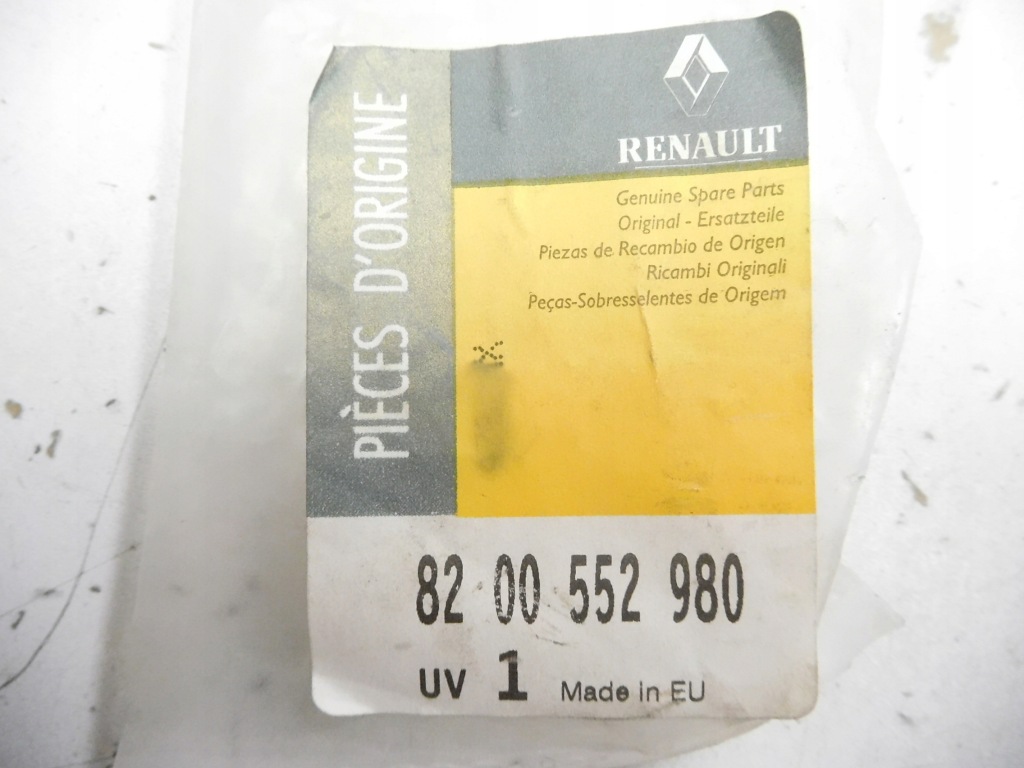 PIÈCES D'ORIGINE
RENAULT
Genuine Spare Parts
Original - Ersatzteile
Piezas de Recambio de Origen
Ricambi Originali
Peças-Sobresselentes de Origem
82 00 552 980
UV 1 Made in EU